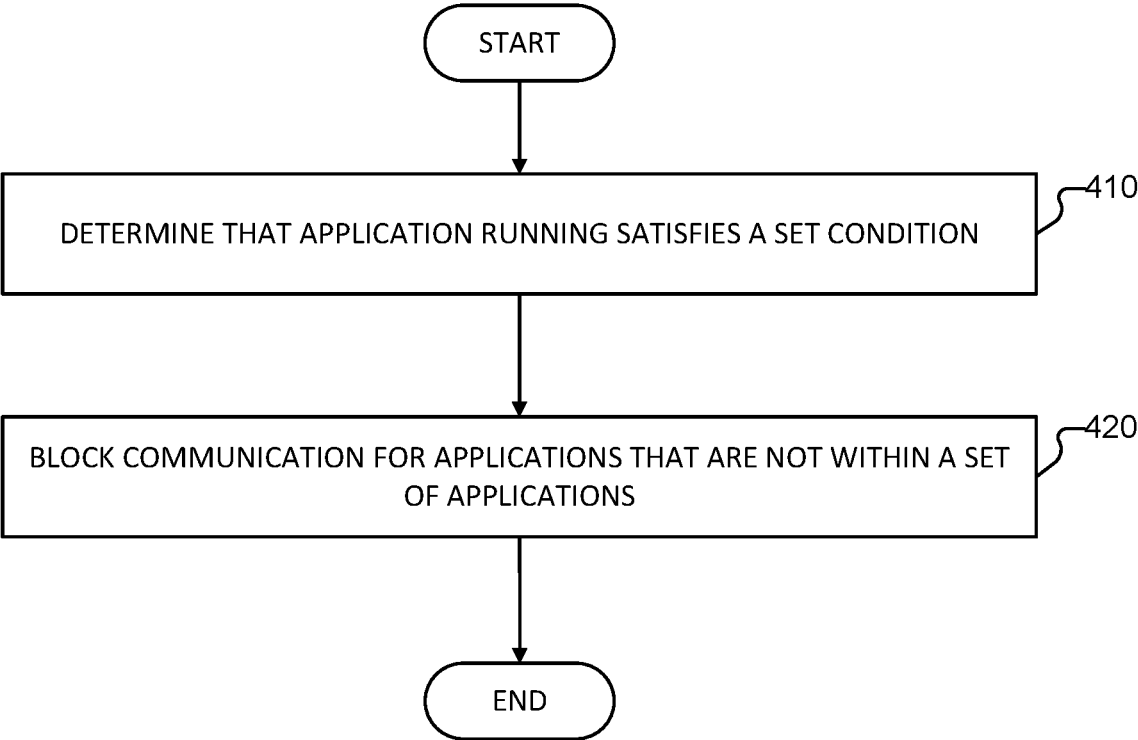 START
410
DETERMINE THAT APPLICATION RUNNING SATISFIES A SET CONDITION
420
BLOCK COMMUNICATION FOR APPLICATIONS THAT ARE NOT WITHIN A SET
OF APPLICATIONS
END